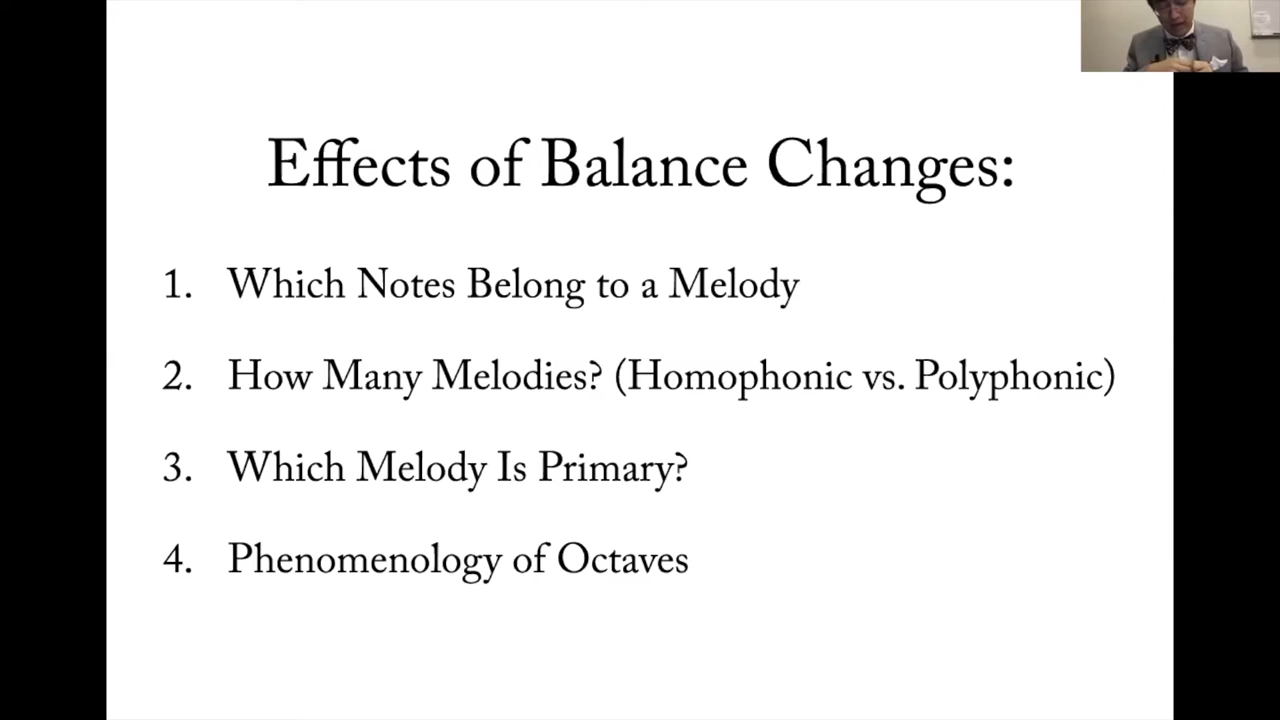 Effects of Balance Changes:
1. Which Notes Belong to a Melody
2. How Many Melodies? (Homophonic vs. Polyphonic)
3. Which Melody Is Primary?
4. Phenomenology of Octaves